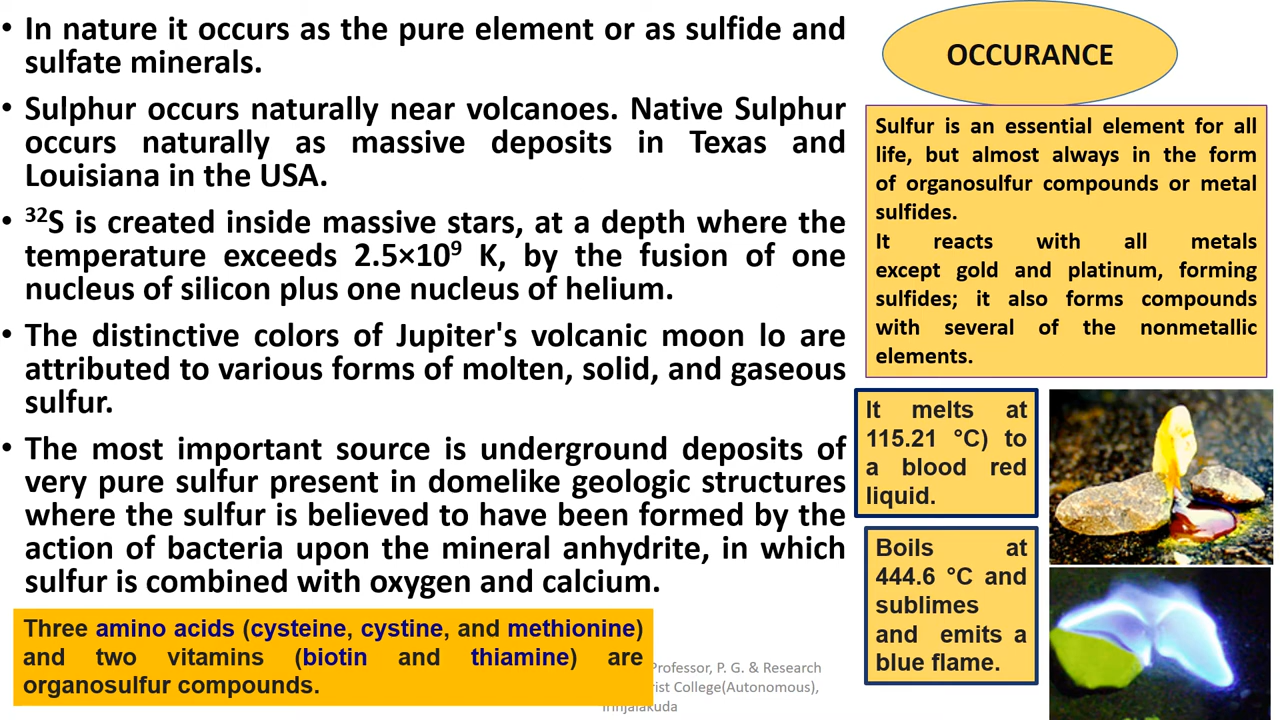 • In nature it occurs as the pure element or as sulfide and
sulfate minerals.
• Sulphur occurs naturally near volcanoes. Native Sulphur
occurs naturally as massive deposits in Texas and
Louisiana in the USA.
• ³²S is created inside massive stars, at a depth where the
temperature exceeds 2.5×10⁹ K, by the fusion of one
nucleus of silicon plus one nucleus of helium.
• The distinctive colors of Jupiter's volcanic moon lo are
attributed to various forms of molten, solid, and gaseous
sulfur.
• The most important source is underground deposits of
very pure sulfur present in domelike geologic structures
where the sulfur is believed to have been formed by the
action of bacteria upon the mineral anhydrite, in which
sulfur is combined with oxygen and calcium.
Three amino acids (cysteine, cystine, and methionine)
and two vitamins (biotin and thiamine) are
organosulfur compounds.
OCCURANCE
Sulfur is an essential element for all
life, but almost always in the form
of organosulfur compounds or metal
sulfides.
It reacts with all metals
except gold and platinum, forming
sulfides; it also forms compounds
with several of the nonmetallic
elements.
It melts at
115.21 °C) to
a blood red
liquid.
Boils at
444.6 °C and
sublimes
and emits a
blue flame.
Professor, P. G. & Research
College(Autonomous),